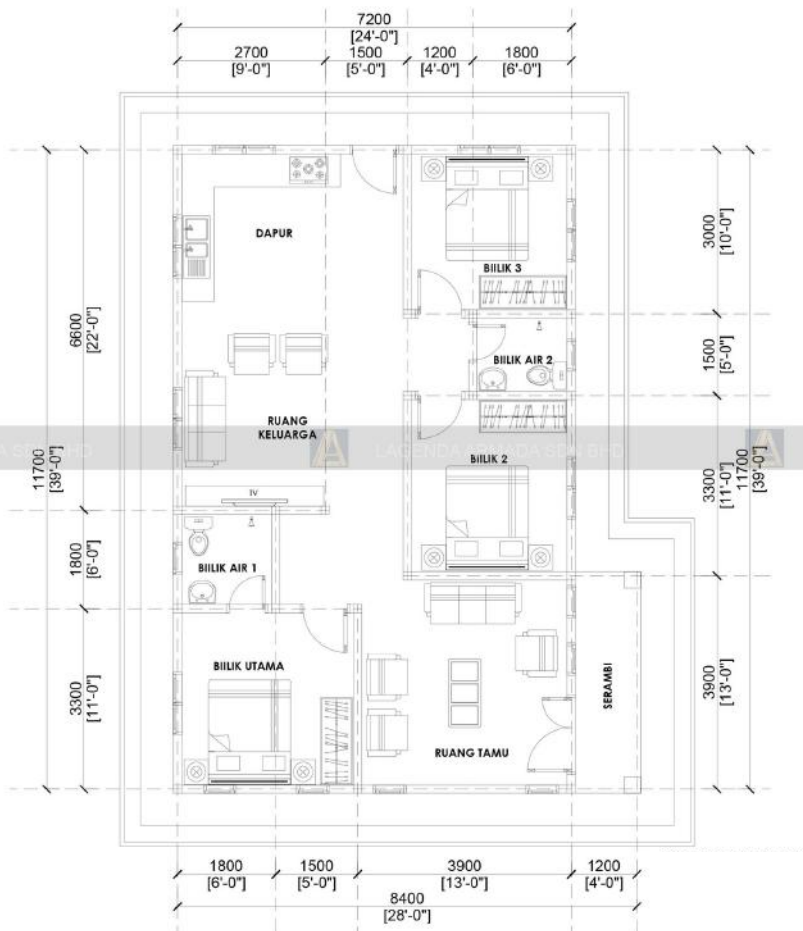 7200
[24'-0"]
2700
[9'-0"]
1500
[5'-0"]
1200
[4'-0"]
1800
[6'-0"]
DAPUR
BIILIK 3
BIILIK AIR 2
RUANG
KELUARGA
BIILIK 2
TV
BIILIK AIR 1
BIILIK UTAMA
RUANG TAMU
SERAMBI
11700
[39'-0"]
6600
[22'-0"]
1800
[6'-0"]
3300
[11'-0"]
3000
[10'-0"]
1500
[5'-0"]
3300
[11'-0"]
3900
[13'-0"]
11700
[39'-0"]
A SDN BHD
LAGENDA ARMADA SDN BHD
1800
[6'-0"]
1500
[5'-0"]
3900
[13'-0"]
1200
[4'-0"]
8400
[28'-0"]